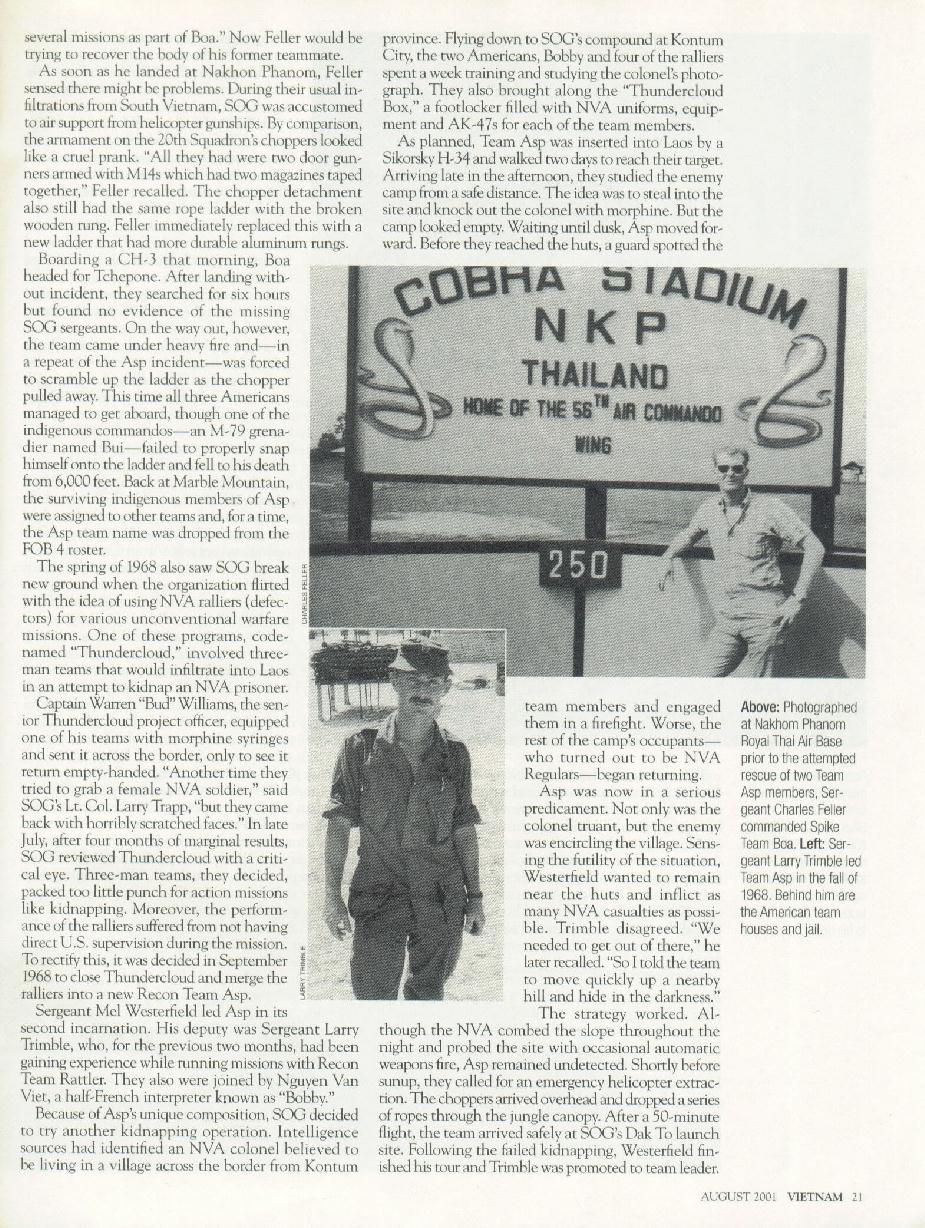 several missions as part of Boa.” Now Feller would be
trying to recover the body of his former teammate.
As soon as he landed at Nakhon Phanom, Feller
sensed there might be problems. During their usual in-
filtrations from South Vietnam, SOG was accustomed
to air support from helicopter gunships. By comparison,
the armament on the 20th Squadron's choppers looked
like a cruel prank. “All they had were two door gun-
ners armed with M14s which had two magazines taped
together,” Feller recalled. The chopper detachment
also still had the same rope ladder with the broken
wooden rung. Feller immediately replaced this with a
new ladder that had more durable aluminum rungs.
Boarding a CH-3 that morning, Boa
headed for Tchepone. After landing with-
out incident, they searched for six hours
but found no evidence of the missing
SOG sergeants. On the way out, however,
the team came under heavy fire and—in
a repeat of the Asp incident—was forced
to scramble up the ladder as the chopper
pulled away. This time all three Americans
managed to get aboard, though one of the
indigenous commandos—an M-79 grena-
dier named Bui—failed to properly snap
himself onto the ladder and fell to his death
from 6,000 feet. Back at Marble Mountain,
the surviving indigenous members of Asp
were assigned to other teams and, for a time,
the Asp team name was dropped from the
FOB 4 roster.
The spring of 1968 also saw SOG break
new ground when the organization flirted
with the idea of using NVA ralliers (defec-
tors) for various unconventional warfare
missions. One of these programs, code-
named “Thundercloud,” involved three-
man teams that would infiltrate into Laos
in an attempt to kidnap an NVA prisoner.
Captain Warren “Bud” Williams, the sen-
ior Thundercloud project officer, equipped
one of his teams with morphine syringes
and sent it across the border, only to see it
return empty-handed. “Another time they
tried to grab a female NVA soldier,” said
SOG's Lt. Col. Larry Trapp, “but they came
back with horribly scratched faces.” In late
July, after four months of marginal results,
SOG reviewed Thundercloud with a criti-
cal eye. Three-man teams, they decided,
packed too little punch for action missions
like kidnapping. Moreover, the perform-
ance of the ralliers suffered from not having
direct U.S. supervision during the mission.
To rectify this, it was decided in September
1968 to close Thundercloud and merge the
ralliers into a new Recon Team Asp.
Sergeant Mel Westerfield led Asp in its
second incarnation. His deputy was Sergeant Larry
Trimble, who, for the previous two months, had been
gaining experience while running missions with Recon
Team Rattler. They also were joined by Nguyen Van
Viet, a half-French interpreter known as “Bobby.”
Because of Asp's unique composition, SOG decided
to try another kidnapping operation. Intelligence
sources had identified an NVA colonel believed to
be living in a village across the border from Kontum
province. Flying down to SOG's compound at Kontum
City, the two Americans, Bobby and four of the ralliers
spent a week training and studying the colonel's photo-
graph. They also brought along the “Thundercloud
Box,” a footlocker filled with NVA uniforms, equip-
ment and AK-47s for each of the team members.
As planned, Team Asp was inserted into Laos by a
Sikorsky H-34 and walked two days to reach their target.
Arriving late in the afternoon, they studied the enemy
camp from a safe distance. The idea was to steal into the
site and knock out the colonel with morphine. But the
camp looked empty. Waiting until dusk, Asp moved for-
ward. Before they reached the huts, a guard spotted the
COBRA STADIUM
NKP
THAILAND
HOME OF THE 56TH AIR COMMANDO
WING
250
CHARLES FELLER
LARRY TRIMBLE
team members and engaged
them in a firefight. Worse, the
rest of the camp's occupants—
who turned out to be NVA
Regulars—began returning.
Asp was now in a serious
predicament. Not only was the
colonel truant, but the enemy
was encircling the village. Sens-
ing the futility of the situation,
Westerfield wanted to remain
near the huts and inflict as
many NVA casualties as possi-
ble. Trimble disagreed. “We
needed to get out of there,” he
later recalled. “So I told the team
to move quickly up a nearby
hill and hide in the darkness.”
The strategy worked. Al-
though the NVA combed the slope throughout the
night and probed the site with occasional automatic
weapons fire, Asp remained undetected. Shortly before
sunup, they called for an emergency helicopter extrac-
tion. The choppers arrived overhead and dropped a series
of ropes through the jungle canopy. After a 50-minute
flight, the team arrived safely at SOG's Dak To launch
site. Following the failed kidnapping, Westerfield fin-
ished his tour and Trimble was promoted to team leader.
Above: Photographed
at Nakhom Phanom
Royal Thai Air Base
prior to the attempted
rescue of two Team
Asp members, Ser-
geant Charles Feller
commanded Spike
Team Boa. Left: Ser-
geant Larry Trimble led
Team Asp in the fall of
1968. Behind him are
the American team
houses and jail.
AUGUST 2001 VIETNAM 21